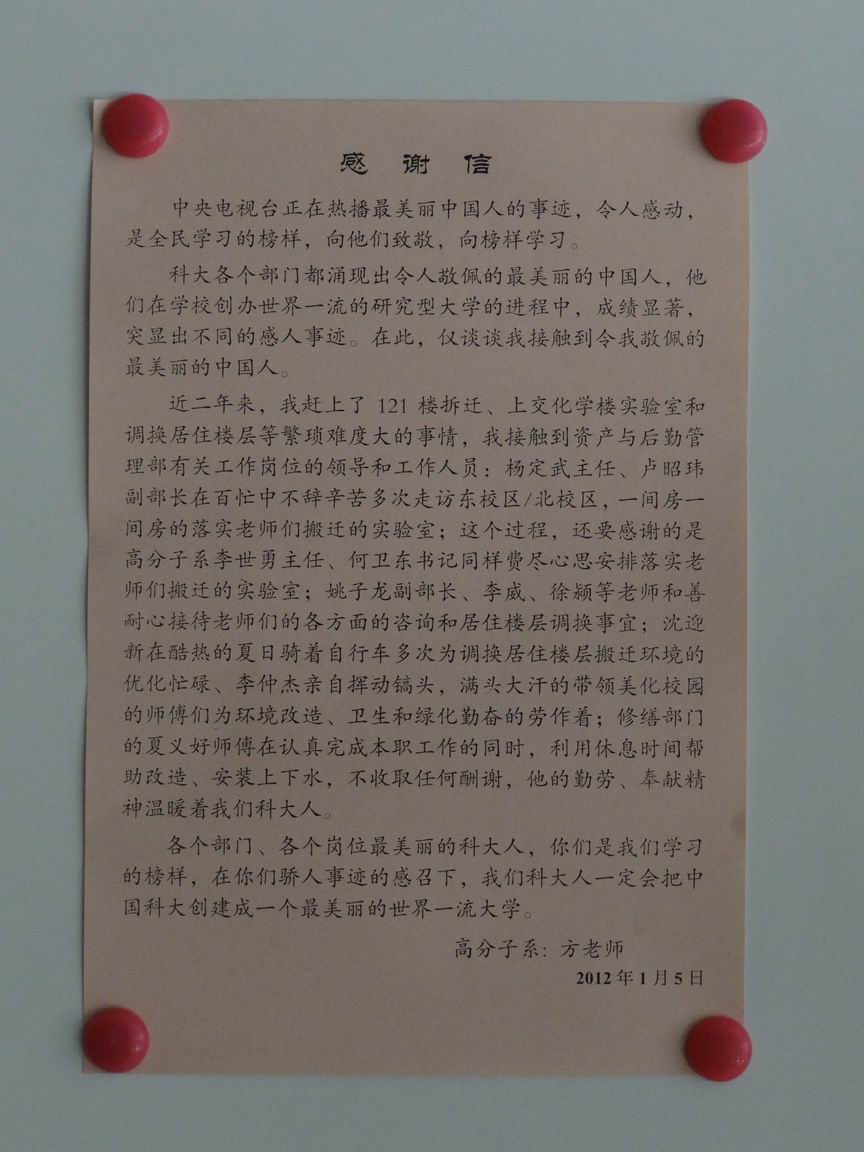 感谢信
中央电视台正在热播最美丽中国人的事迹，令人感动，
是全民学习的榜样，向他们致敬，向榜样学习。
科大各个部门都涌现出令人敬佩的最美丽的中国人，他
们在学校创办世界一流的研究型大学的进程中，成绩显著，
突显出不同的感人事迹。在此，仅谈谈我接触到令我敬佩的
最美丽的中国人。
近二年来，我赶上了 121 楼拆迁、上交化学楼实验室和
调换居住楼层等繁琐难度大的事情，我接触到资产与后勤管
理部有关工作岗位的领导和工作人员：杨定武主任、卢昭玮
副部长在百忙中不辞辛苦多次走访东校区/北校区，一间房一
间房的落实老师们搬迁的实验室；这个过程，还要感谢的是
高分子系李世勇主任、何卫东书记同样费尽心思安排落实老
师们搬迁的实验室；姚子龙副部长、李威、徐颍等老师和善
耐心接待老师们的各方面的咨询和居住楼层调换事宜；沈迎
新在酷热的夏日骑着自行车多次为调换居住楼层搬迁环境的
优化忙碌、李仲杰亲自挥动镐头，满头大汗的带领美化校园
的师傅们为环境改造、卫生和绿化勤奋的劳作着；修缮部门
的夏义好师傅在认真完成本职工作的同时，利用休息时间帮
助改造、安装上下水，不收取任何酬谢，他的勤劳、奉献精
神温暖着我们科大人。
各个部门、各个岗位最美丽的科大人，你们是我们学习
的榜样，在你们骄人事迹的感召下，我们科大人一定会把中
国科大创建成一个最美丽的世界一流大学。
高分子系：方老师
2012 年 1 月 5 日